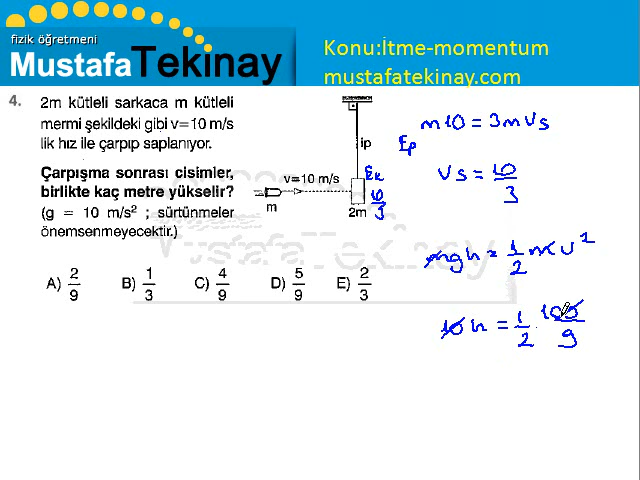 fizik öğretmeni
MustafaTekinay
Konu:İtme-momentum
mustafatekinay.com
4. 2m kütleli sarkaca m kütleli
mermi şekildeki gibi v=10 m/s
lik hız ile çarpıp saplanıyor.
Çarpışma sonrası cisimler,
birlikte kaç metre yükselir?
(g = 10 m/s² ; sürtünmeler
önemsenmeyecektir.)
ip
v=10 m/s
m
2m
A) 2/9 B) 1/3 C) 4/9 D) 5/9 E) 2/3
Ep
Ek
10/3
m10 = 3mVs
Vs = 10/3
mgh = 1/2 mv²
10h = 1/2 . 100/9
MustafaTekinay